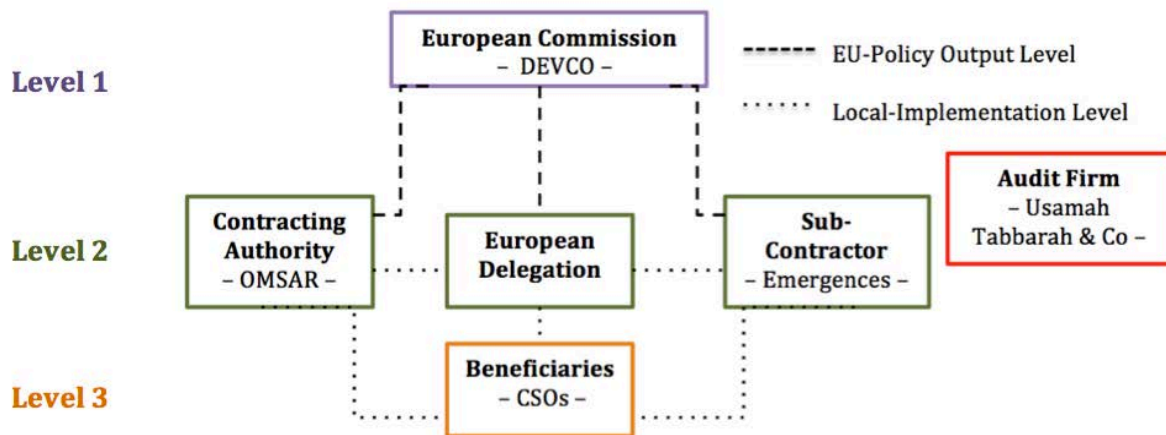 European Commission
– DEVCO –
EU-Policy Output Level
Level 1
Local-Implementation Level
Audit Firm
– Usamah
Tabbarah & Co –
Contracting
Authority
– OMSAR –
European
Delegation
Sub-
Contractor
– Emergences –
Level 2
Beneficiaries
– CSOs –
Level 3